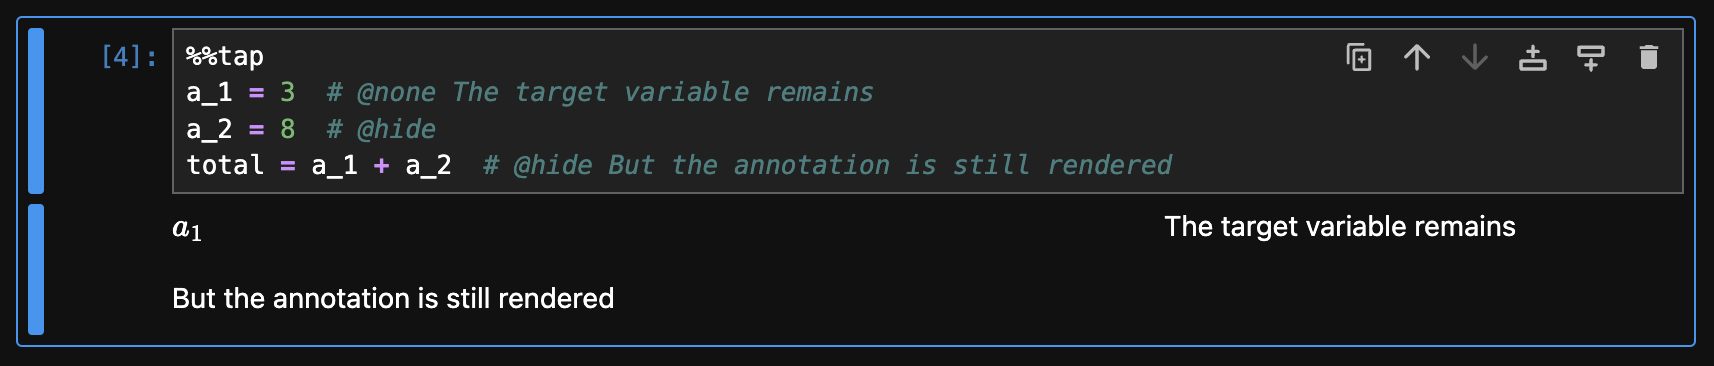 [4]: %%tap
a_1 = 3  # @none The target variable remains
a_2 = 8  # @hide
total = a_1 + a_2  # @hide But the annotation is still rendered
a₁ The target variable remains
But the annotation is still rendered